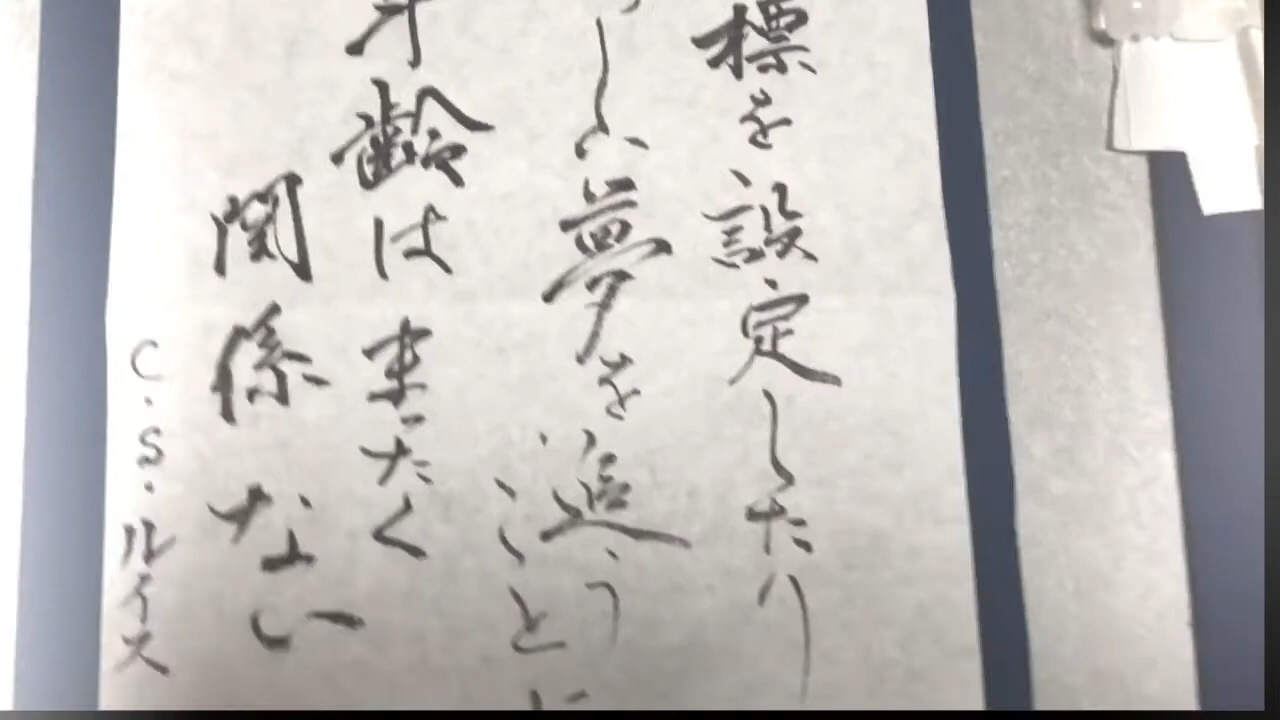 標を設定したり
しい夢を追う
ことに
年齢はまったく
関係ない
C・S・ルイス